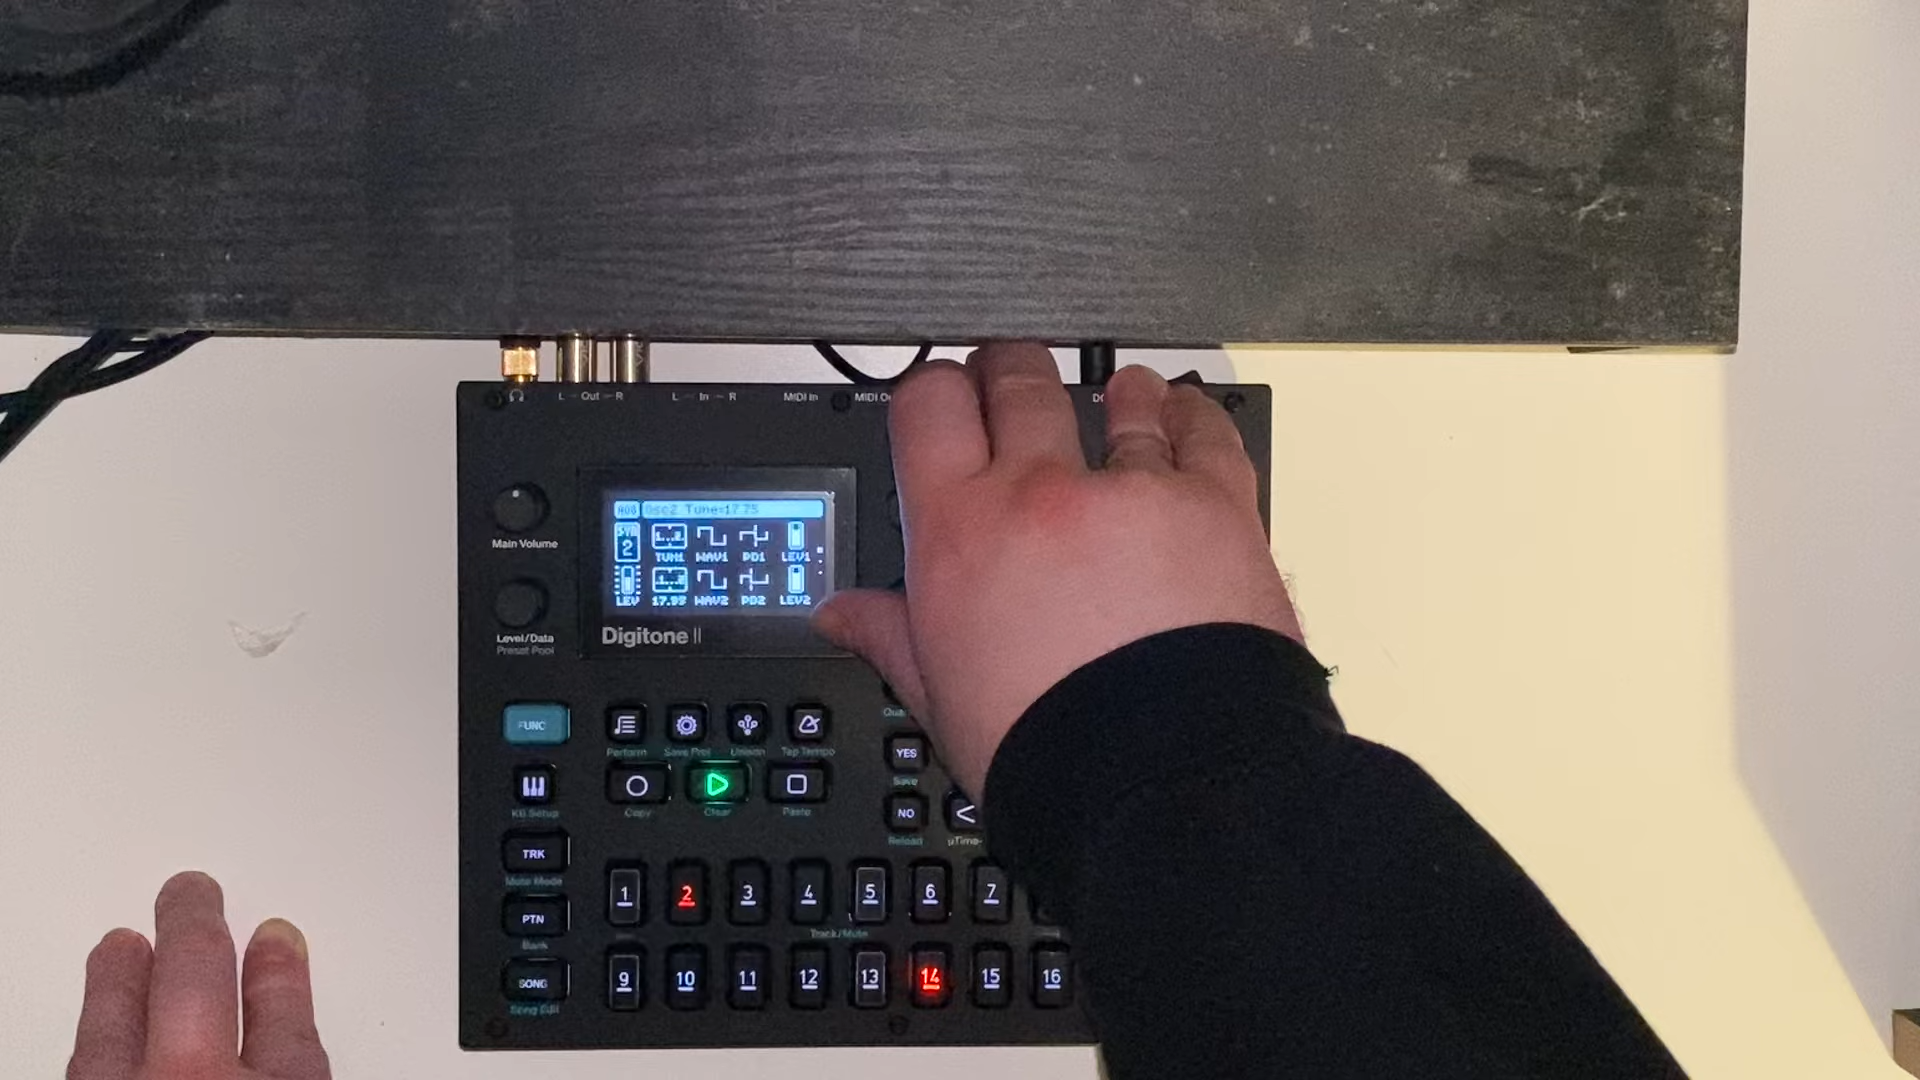 L Out R
L In R
MIDI In
MIDI
Main Volume
A08 Osc2 Tune=17.75
SYN
2
TUN1 WAV1 PD1 LEV1
LEV 17.99 WAV2 PD2 LEV2
Digitone II
Level/Data
Preset Pool
FUNC
Perform Save Proj Unison Tap Tempo
YES
Save
Copy Clear Paste
NO
Reload
μTime-
KB Setup
TRK
Mute Mode
1 2 3 4 5 6 7
Track/Mute
PTN
Bank
9 10 11 12 13 14 15 16
SONG
Song Edit